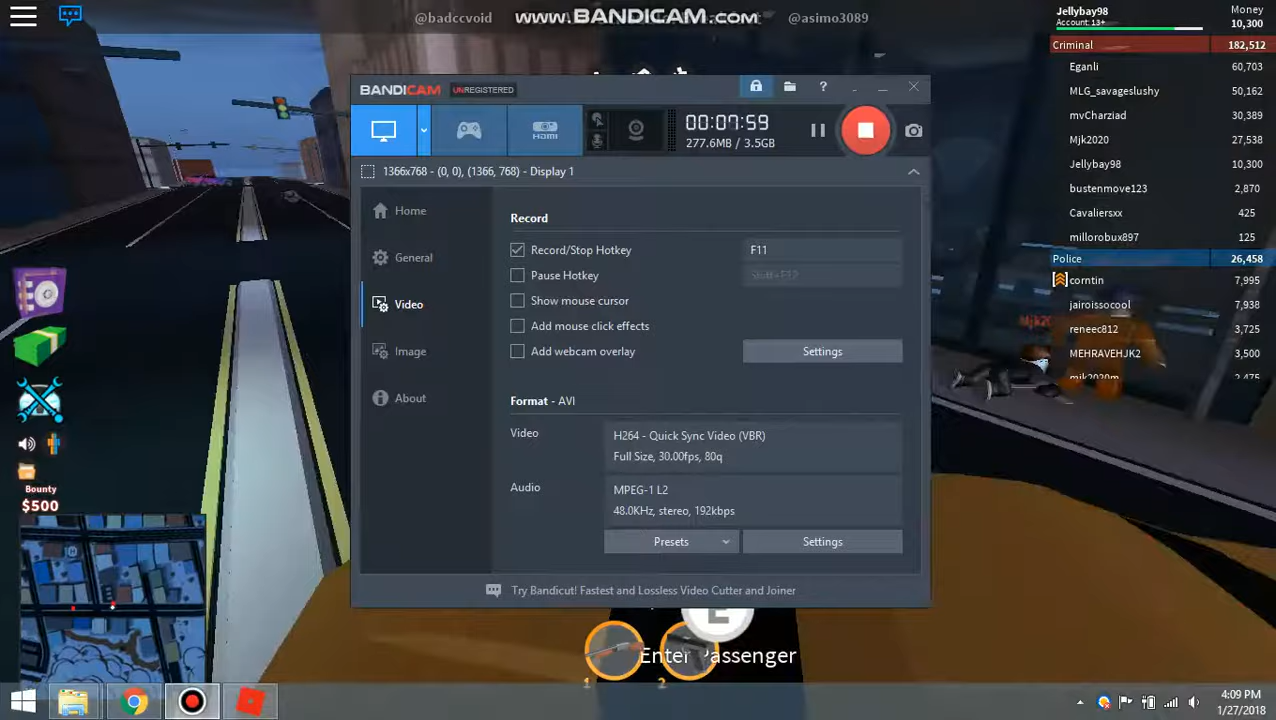 @badccvoid
www.BANDICAM.com
@asimo3089
Jellybay98
Account: 13+
Money
10,300
Criminal 182,512
Eganli 60,703
MLG_savageslushy 50,162
mvCharziad 30,389
Mjk2020 27,538
Jellybay98 10,300
bustenmove123 2,870
Cavaliersxx 425
millorobux897 125
Police 26,458
corntin 7,995
jairoissocool 7,938
reneec812 3,725
MEHRAVEHJK2 3,500
mjk2020m 2,475
BANDICAM UNREGISTERED
?
HDMI
00:07:59
277.6MB / 3.5GB
1366x768 - (0, 0), (1366, 768) - Display 1
Home
General
Video
Image
About
Record
Record/Stop Hotkey F11
Pause Hotkey Shift+F12
Show mouse cursor
Add mouse click effects
Add webcam overlay Settings
Format - AVI
Video
H264 - Quick Sync Video (VBR)
Full Size, 30.00fps, 80q
Audio
MPEG-1 L2
48.0KHz, stereo, 192kbps
Presets Settings
Try Bandicut! Fastest and Lossless Video Cutter and Joiner
Bounty
$500
E
Enter Passenger
1 2
4:09 PM
1/27/2018